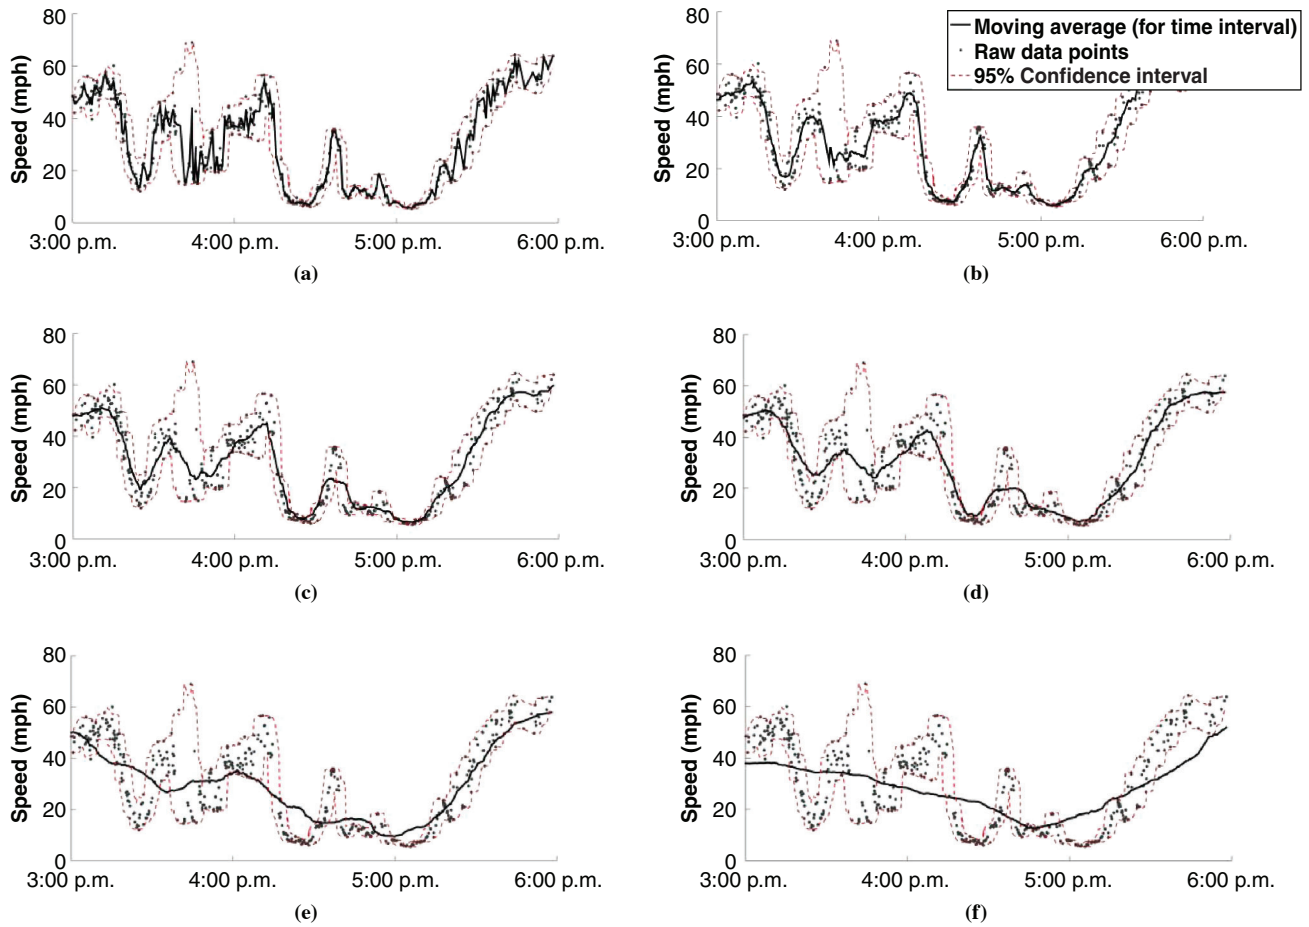 80
60
40
20
0
Speed (mph)
3:00 p.m. 4:00 p.m. 5:00 p.m. 6:00 p.m.
(a)
80
60
40
20
0
Speed (mph)
3:00 p.m. 4:00 p.m. 5:00 p.m. 6:00 p.m.
(b)
Moving average (for time interval)
Raw data points
95% Confidence interval
80
60
40
20
0
Speed (mph)
3:00 p.m. 4:00 p.m. 5:00 p.m. 6:00 p.m.
(c)
80
60
40
20
0
Speed (mph)
3:00 p.m. 4:00 p.m. 5:00 p.m. 6:00 p.m.
(d)
80
60
40
20
0
Speed (mph)
3:00 p.m. 4:00 p.m. 5:00 p.m. 6:00 p.m.
(e)
80
60
40
20
0
Speed (mph)
3:00 p.m. 4:00 p.m. 5:00 p.m. 6:00 p.m.
(f)